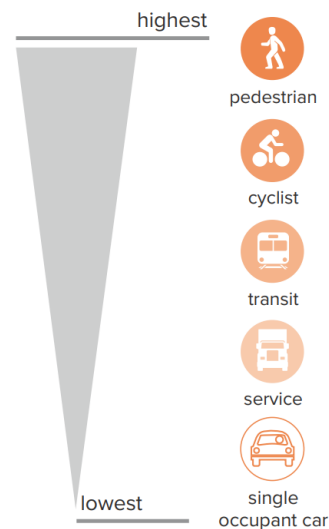 highest
pedestrian
cyclist
transit
service
lowest
single
occupant car